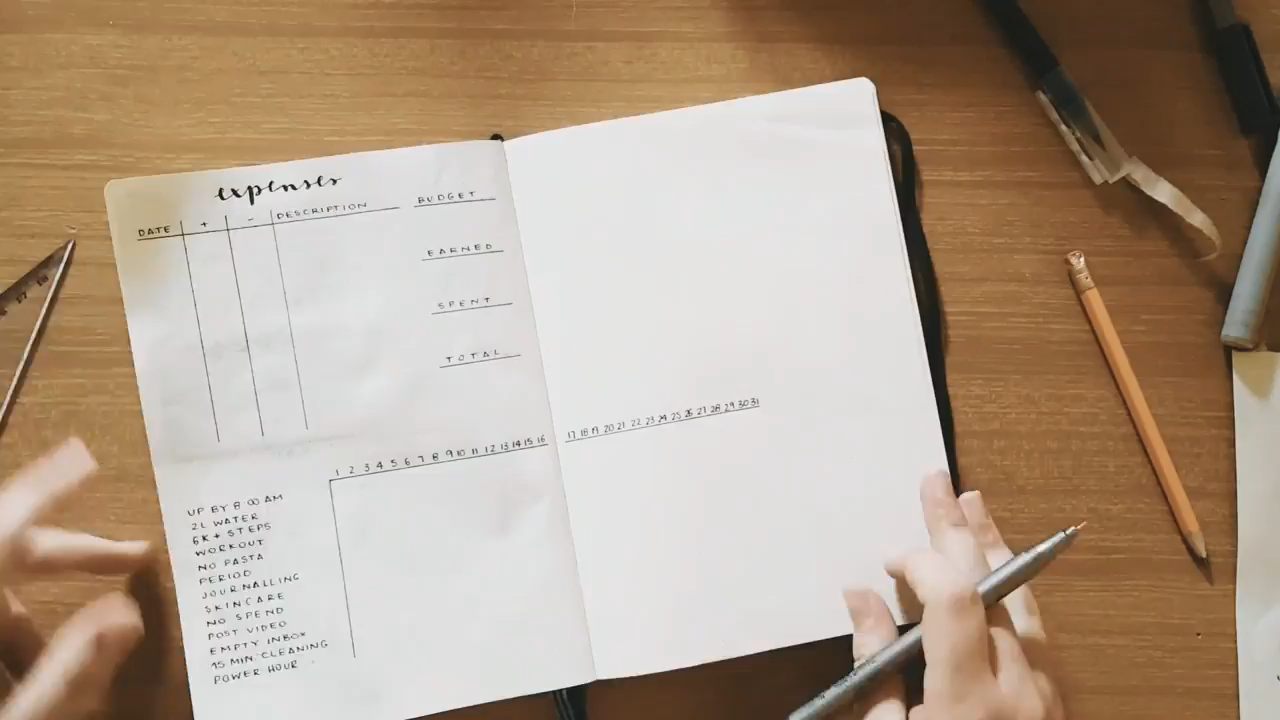 expenses
DATE + - DESCRIPTION
BUDGET
EARNED
SPENT
TOTAL
1 2 3 4 5 6 7 8 9 10 11 12 13 14 15 16 17 18 19 20 21 22 23 24 25 26 27 28 29 30 31
UP BY 8 00 AM
2L WATER
6K + STEPS
WORKOUT
NO PASTA
PERIOD
JOURNALLING
SKINCARE
NO SPEND
POST VIDEO
EMPTY INBOX
15 MIN. CLEANING
POWER HOUR